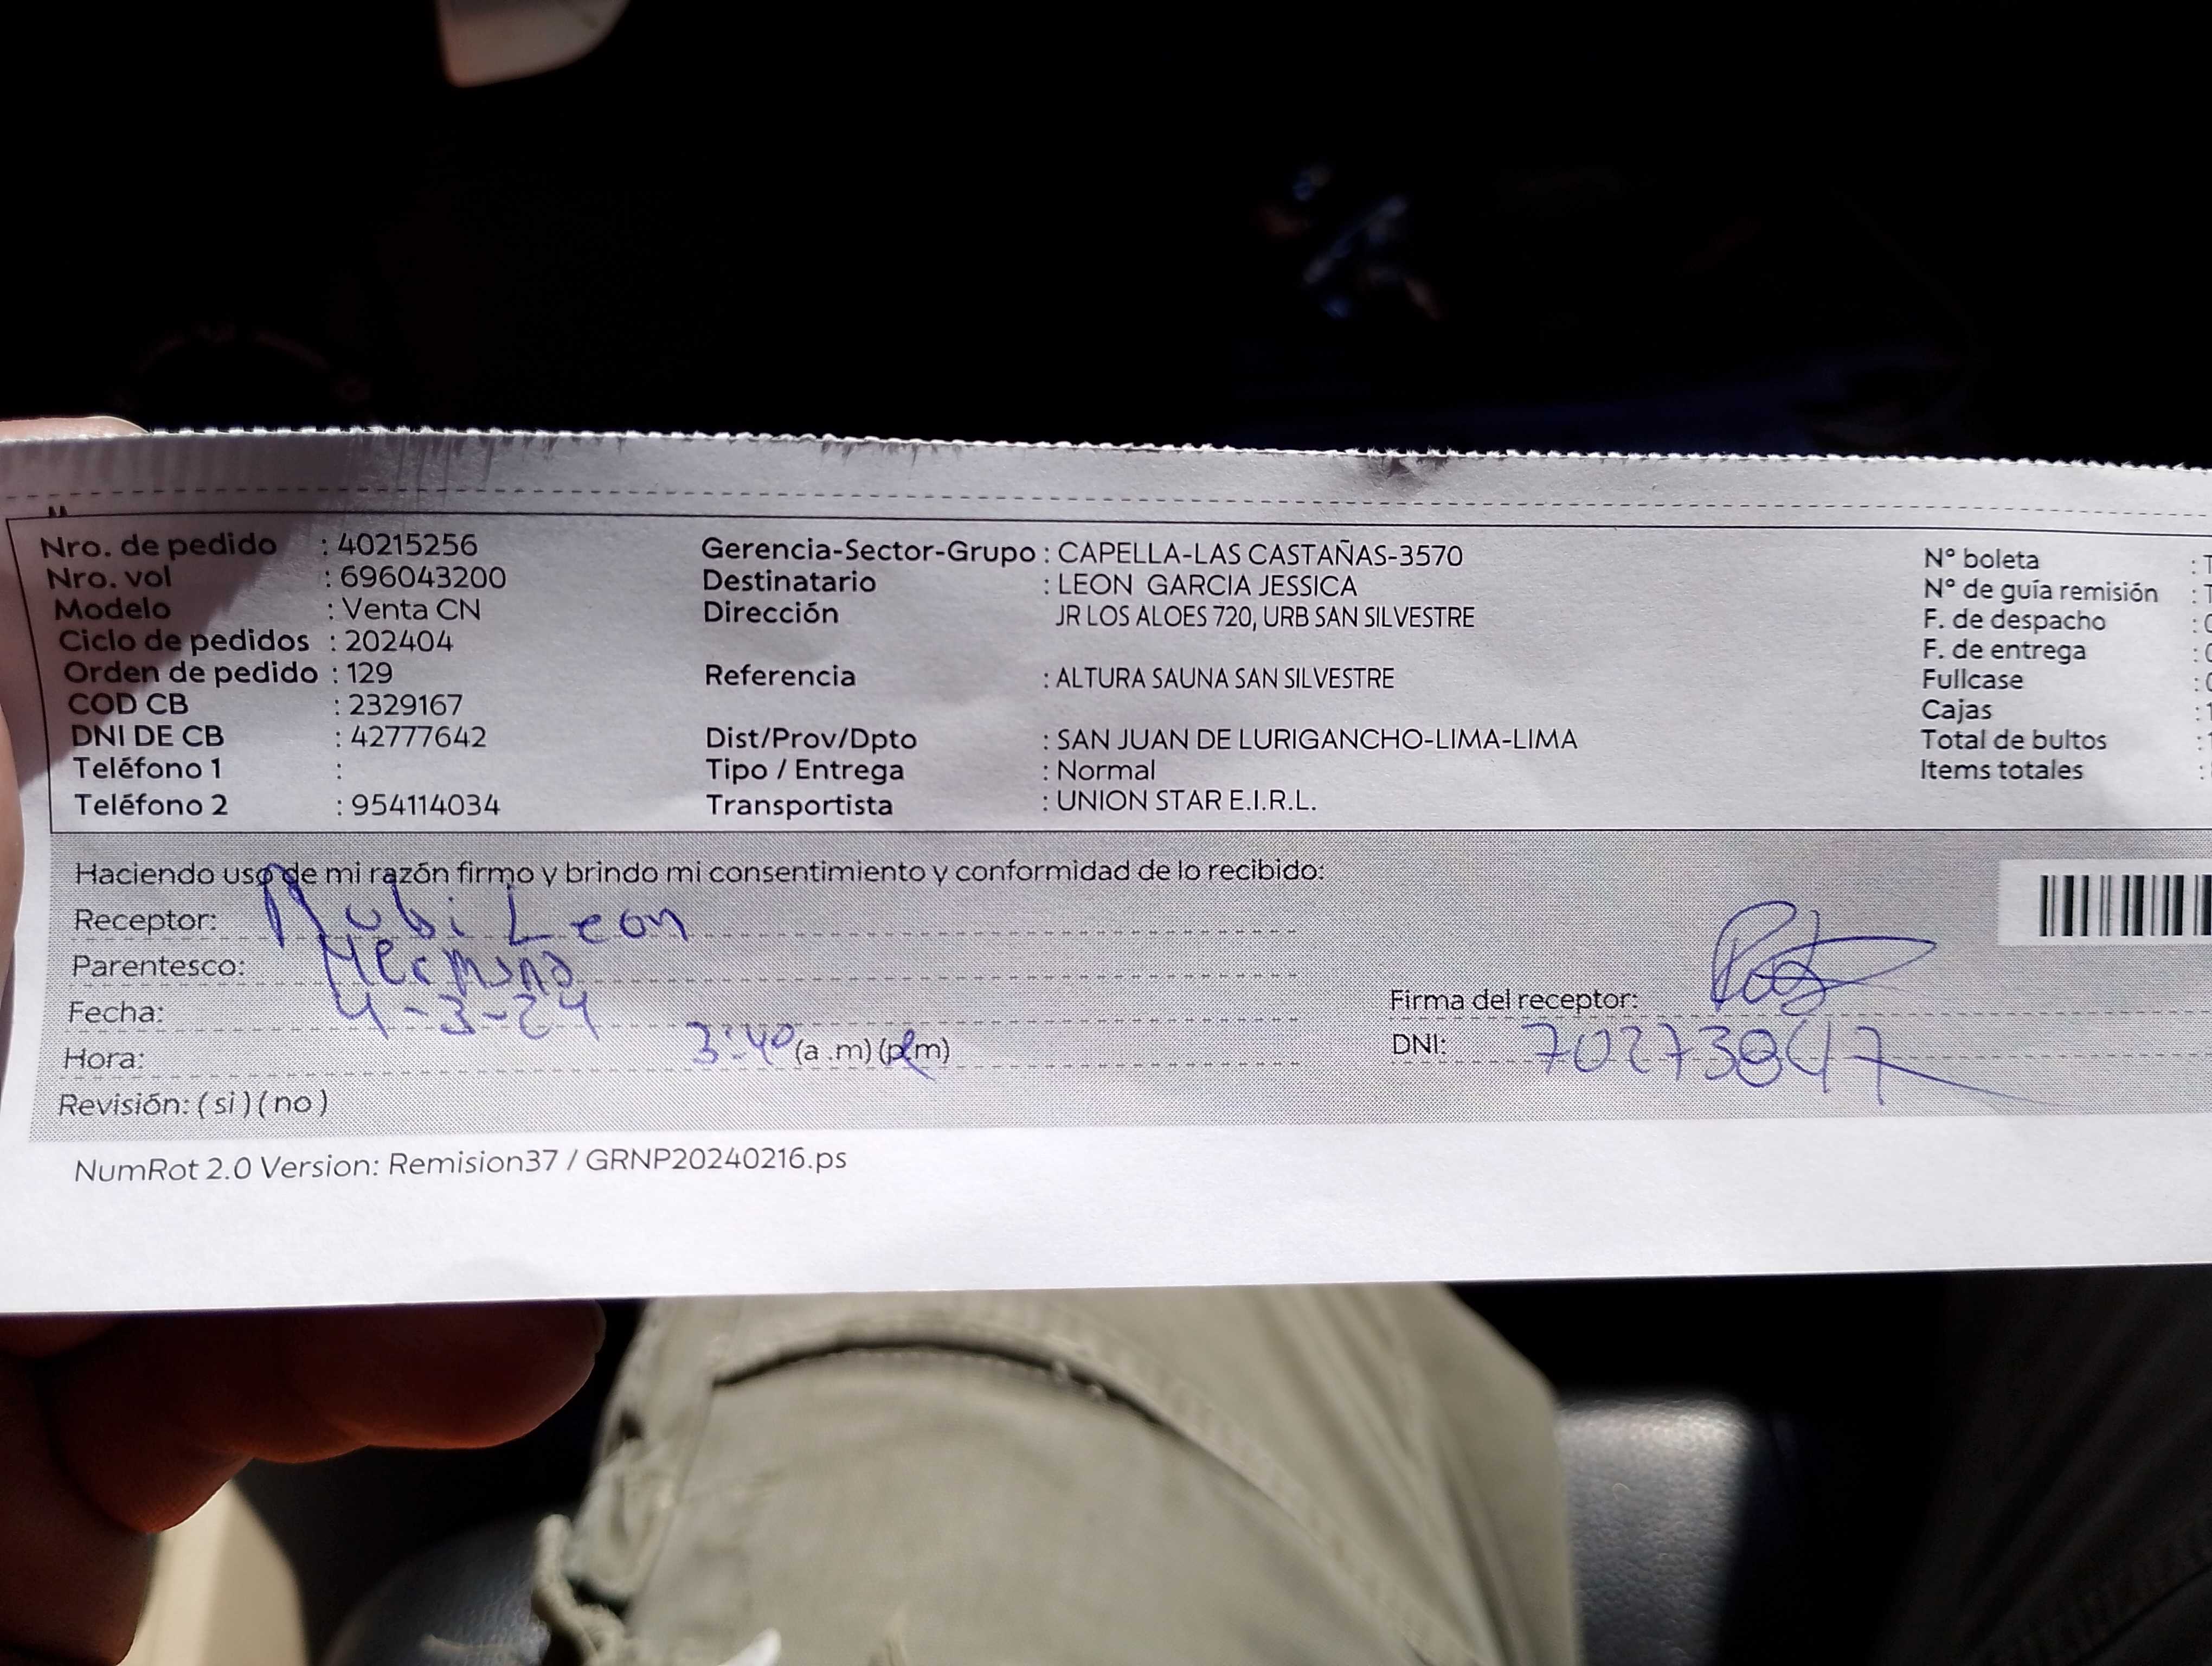 Nro. de pedido : 40215256
Nro. vol : 696043200
Modelo : Venta CN
Ciclo de pedidos : 202404
Orden de pedido : 129
COD CB : 2329167
DNI DE CB : 42777642
Teléfono 1 :
Teléfono 2 : 954114034
Gerencia-Sector-Grupo : CAPELLA-LAS CASTAÑAS-3570
Destinatario : LEON GARCIA JESSICA
Dirección JR LOS ALOES 720, URB SAN SILVESTRE
Referencia : ALTURA SAUNA SAN SILVESTRE
Dist/Prov/Dpto : SAN JUAN DE LURIGANCHO-LIMA-LIMA
Tipo / Entrega : Normal
Transportista : UNION STAR E.I.R.L.
N° boleta :
N° de guía remisión :
F. de despacho :
F. de entrega :
Fullcase :
Cajas :
Total de bultos :
Items totales :
Haciendo uso de mi razón firmo y brindo mi consentimiento y conformidad de lo recibido:
Receptor: Rubi Leon
Parentesco: Hermana
Fecha: 4-3-24
Hora: 3:40 (a .m) (p.m)
Revisión: ( si ) ( no )
Firma del receptor:
DNI: 70273847
NumRot 2.0 Version: Remision37 / GRNP20240216.ps